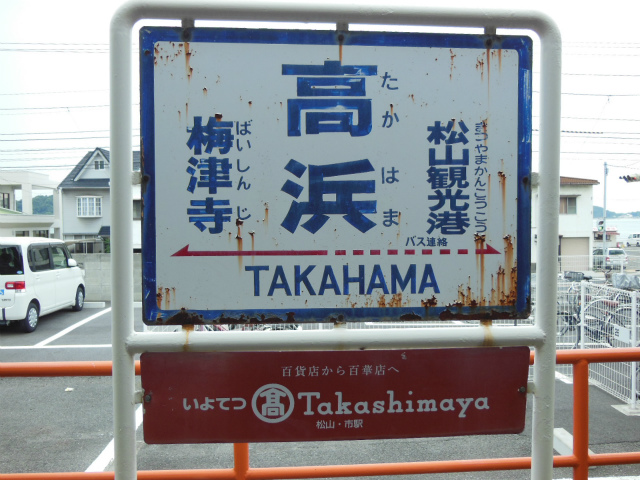 高浜
たかはま
梅津寺
ばいしんじ
松山観光港
まつやまかんこうこう
バス連絡
TAKAHAMA
百貨店から百華店へ
いよてつ 髙 Takashimaya
松山・市駅